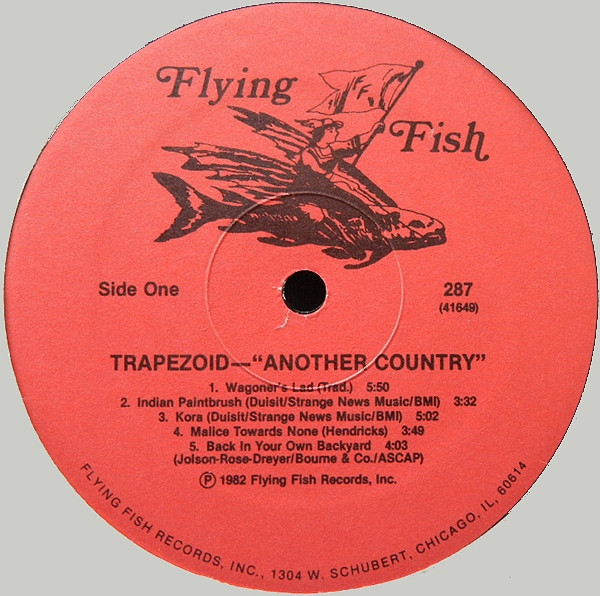 Flying
Fish
Side One
287
(41649)
TRAPEZOID—“ANOTHER COUNTRY”
1. Wagoner's Lad (Trad.) 5:50
2. Indian Paintbrush (Duisit/Strange News Music/BMI) 3:32
3. Kora (Duisit/Strange News Music/BMI) 5:02
4. Malice Towards None (Hendricks) 3:49
5. Back In Your Own Backyard 4:03
(Jolson-Rose-Dreyer/Bourne & Co./ASCAP)
Ⓟ 1982 Flying Fish Records, Inc.
FLYING FISH RECORDS, INC., 1304 W. SCHUBERT, CHICAGO, IL, 60614